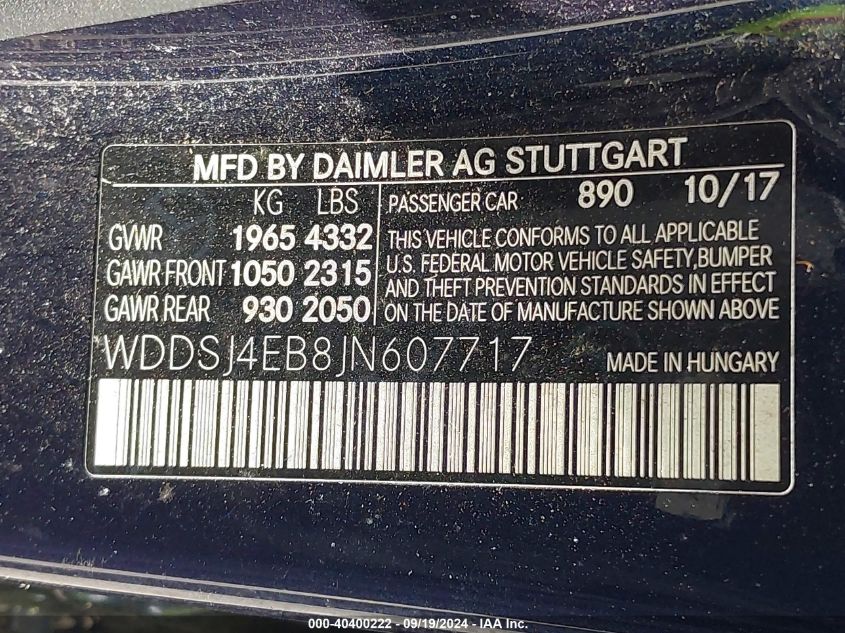 MFD BY DAIMLER AG STUTTGART
KG LBS
GVWR 1965 4332
GAWR FRONT 1050 2315
GAWR REAR 930 2050
PASSENGER CAR 890 10/17
THIS VEHICLE CONFORMS TO ALL APPLICABLE
U.S. FEDERAL MOTOR VEHICLE SAFETY,BUMPER
AND THEFT PREVENTION STANDARDS IN EFFECT
ON THE DATE OF MANUFACTURE SHOWN ABOVE
WDDSJ4EB8JN607717 MADE IN HUNGARY
000-40400222 - 09/19/2024 - © IAA, Inc.